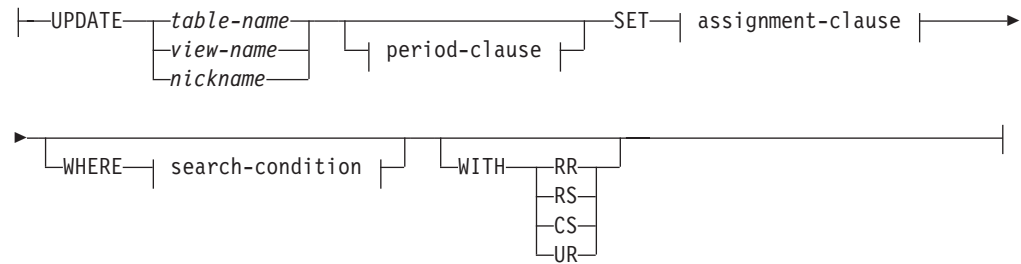 UPDATE table-name SET assignment-clause
view-name period-clause
nickname
WHERE search-condition WITH RR
RS
CS
UR